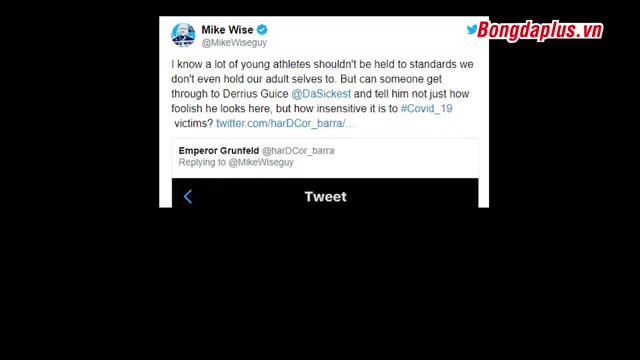 Mike Wise
@MikeWiseguy
Bongdaplus.vn
I know a lot of young athletes shouldn't be held to standards we
don't even hold our adult selves to. But can someone get
through to Derrius Guice @DaSickest and tell him not just how
foolish he looks here, but how insensitive it is to #Covid_19
victims? twitter.com/harDCor_barra/…
Emperor Grunfeld @harDCor_barra
Replying to @MikeWiseguy
Tweet